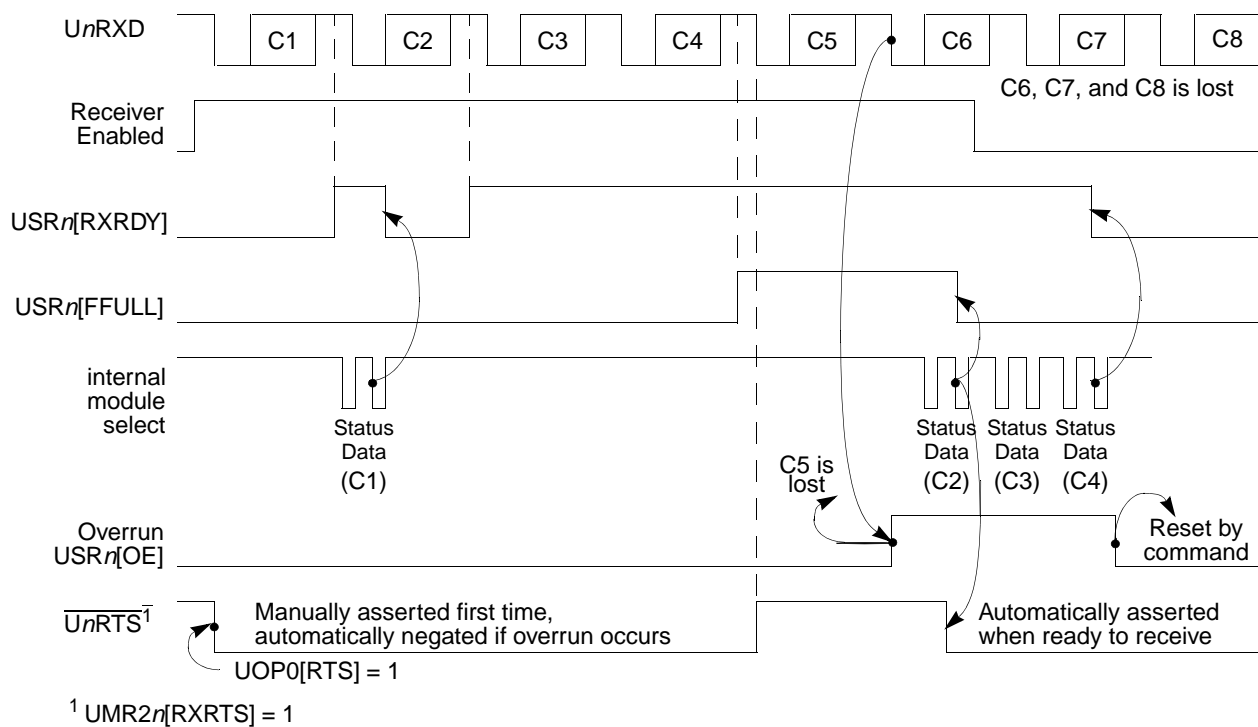 UnRXD
C1 C2 C3 C4 C5 C6 C7 C8
C6, C7, and C8 is lost
Receiver
Enabled
USRn[RXRDY]
USRn[FFULL]
internal
module
select
Status
Data
(C1)
Status
Data
(C2)
Status
Data
(C3)
Status
Data
(C4)
C5 is
lost
Overrun
USRn[OE]
Reset by
command
UnRTS1
Manually asserted first time,
automatically negated if overrun occurs
Automatically asserted
when ready to receive
UOP0[RTS] = 1
1 UMR2n[RXRTS] = 1